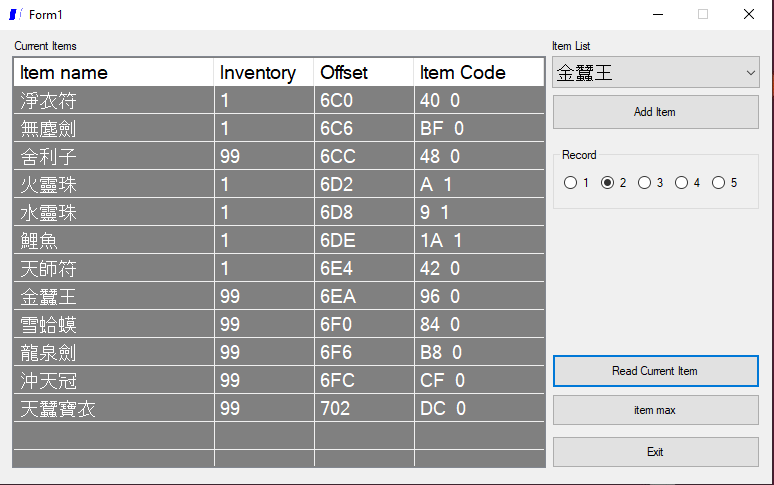 Form1
Current Items
Item name Inventory Offset Item Code
淨衣符 1 6C0 40 0
無塵劍 1 6C6 BF 0
舍利子 99 6CC 48 0
火靈珠 1 6D2 A 1
水靈珠 1 6D8 9 1
鯉魚 1 6DE 1A 1
天師符 1 6E4 42 0
金蠶王 99 6EA 96 0
雪蛤蟆 99 6F0 84 0
龍泉劍 99 6F6 B8 0
沖天冠 99 6FC CF 0
天蠶寶衣 99 702 DC 0
Item List
金蠶王
Add Item
Record
1 2 3 4 5
Read Current Item
item max
Exit